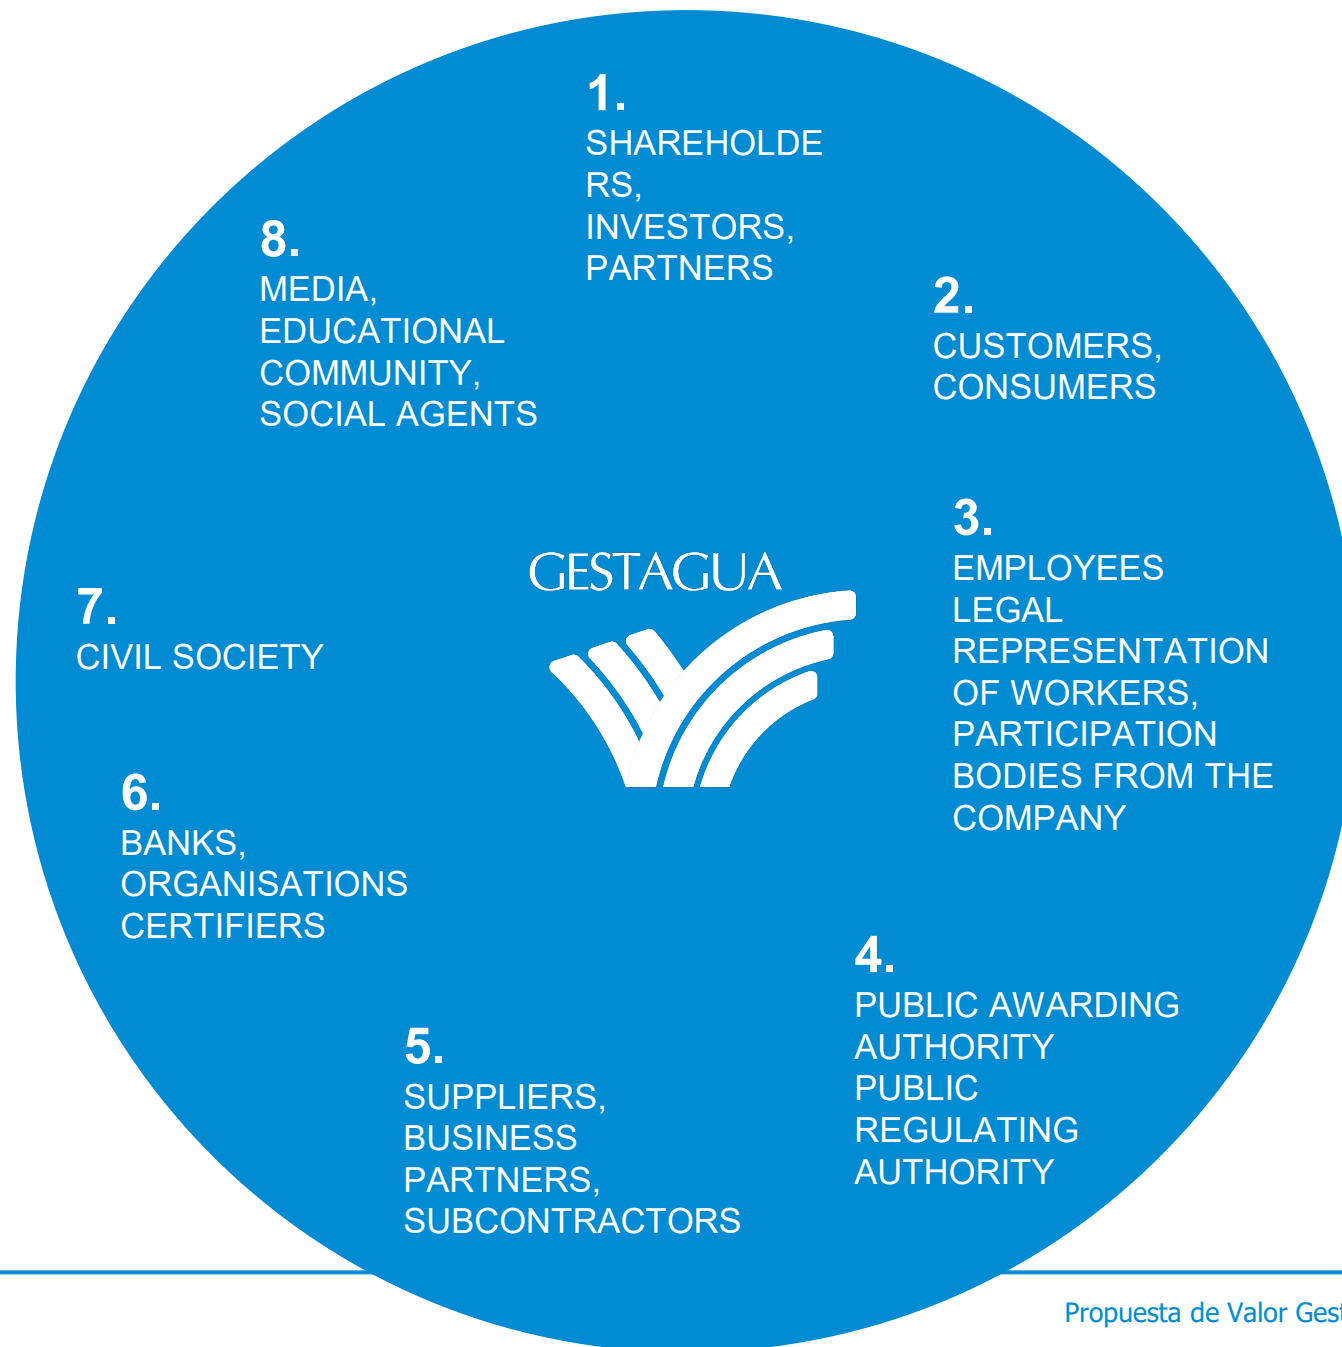 1.
SHAREHOLDE
RS,
INVESTORS,
PARTNERS
2.
CUSTOMERS,
CONSUMERS
3.
EMPLOYEES
LEGAL
REPRESENTATION
OF WORKERS,
PARTICIPATION
BODIES FROM THE
COMPANY
4.
PUBLIC AWARDING
AUTHORITY
PUBLIC
REGULATING
AUTHORITY
5.
SUPPLIERS,
BUSINESS
PARTNERS,
SUBCONTRACTORS
6.
BANKS,
ORGANISATIONS
CERTIFIERS
7.
CIVIL SOCIETY
8.
MEDIA,
EDUCATIONAL
COMMUNITY,
SOCIAL AGENTS
GESTAGUA
Propuesta de Valor